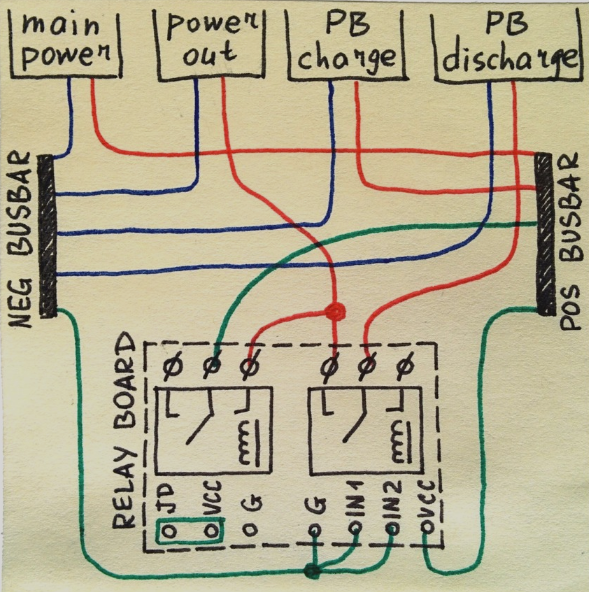 main
power
power
out
PB
charge
PB
discharge
NEG BUSBAR
POS BUSBAR
RELAY BOARD
JD
VCC
G
G
IN1
IN2
VCC